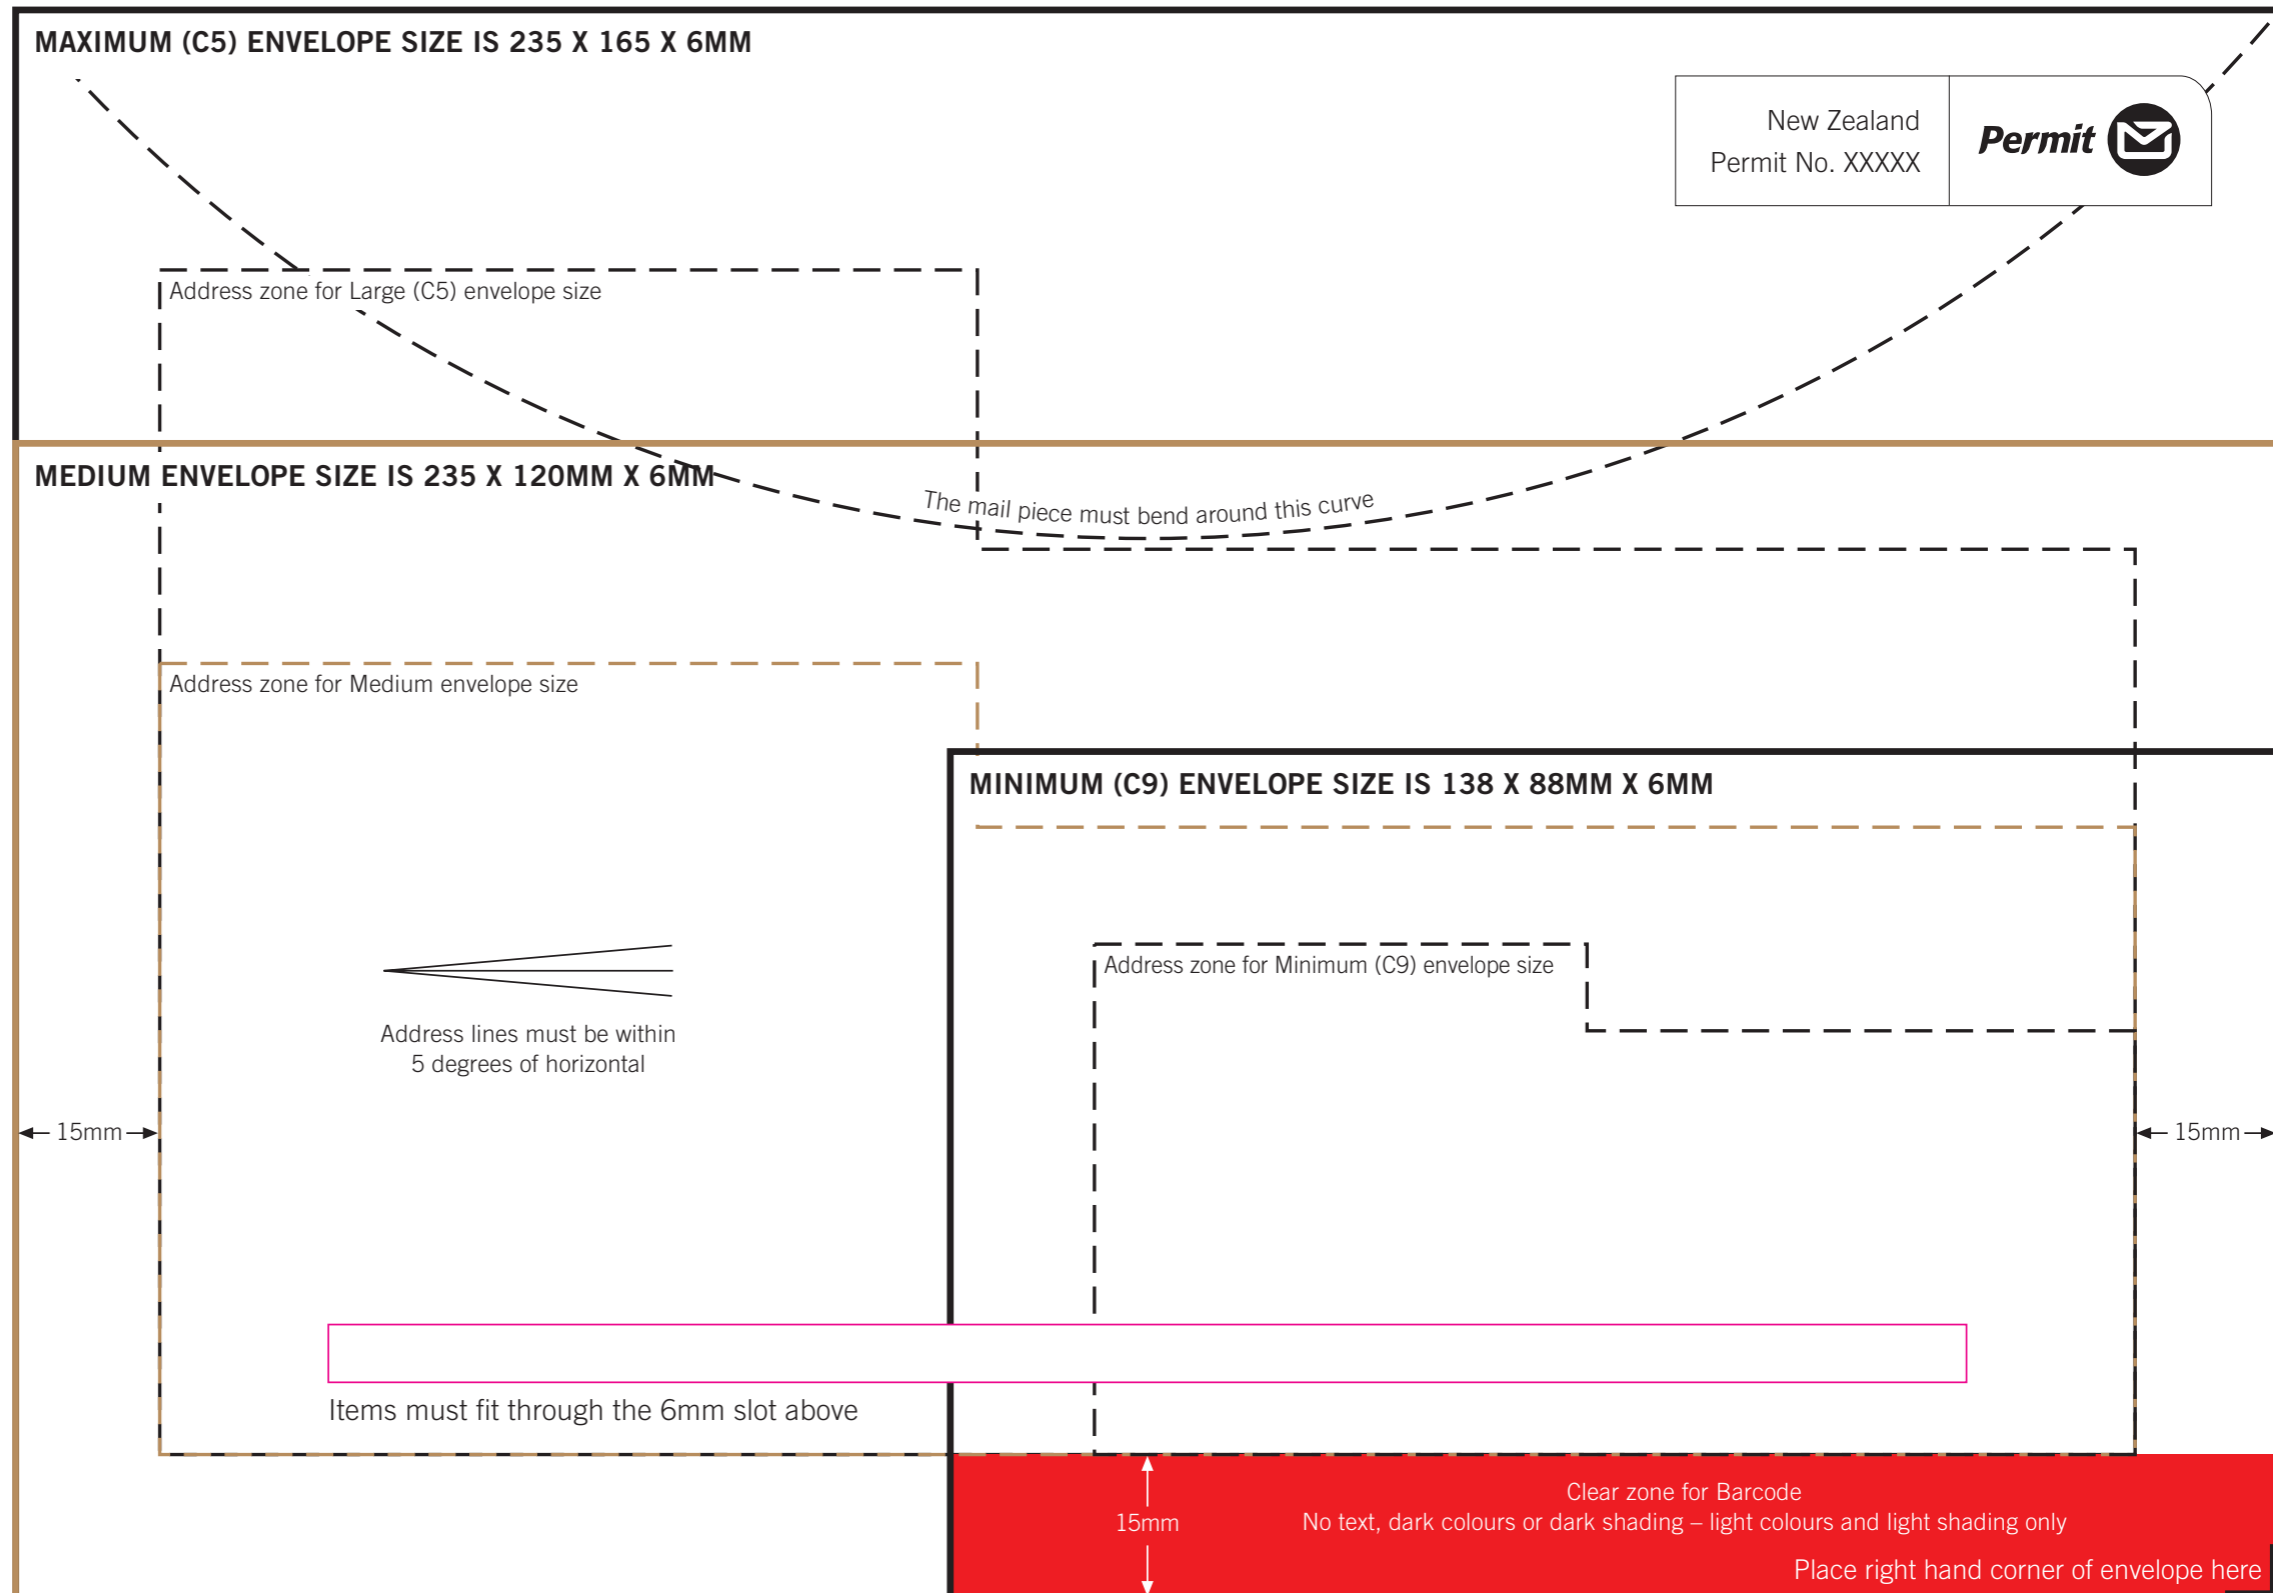 MAXIMUM (C5) ENVELOPE SIZE IS 235 X 165 X 6MM
New Zealand
Permit No. XXXXX
Permit
Address zone for Large (C5) envelope size
MEDIUM ENVELOPE SIZE IS 235 X 120MM X 6MM
The mail piece must bend around this curve
Address zone for Medium envelope size
MINIMUM (C9) ENVELOPE SIZE IS 138 X 88MM X 6MM
Address zone for Minimum (C9) envelope size
Address lines must be within
5 degrees of horizontal
15mm
15mm
Items must fit through the 6mm slot above
Clear zone for Barcode
15mm
No text, dark colours or dark shading – light colours and light shading only
Place right hand corner of envelope here